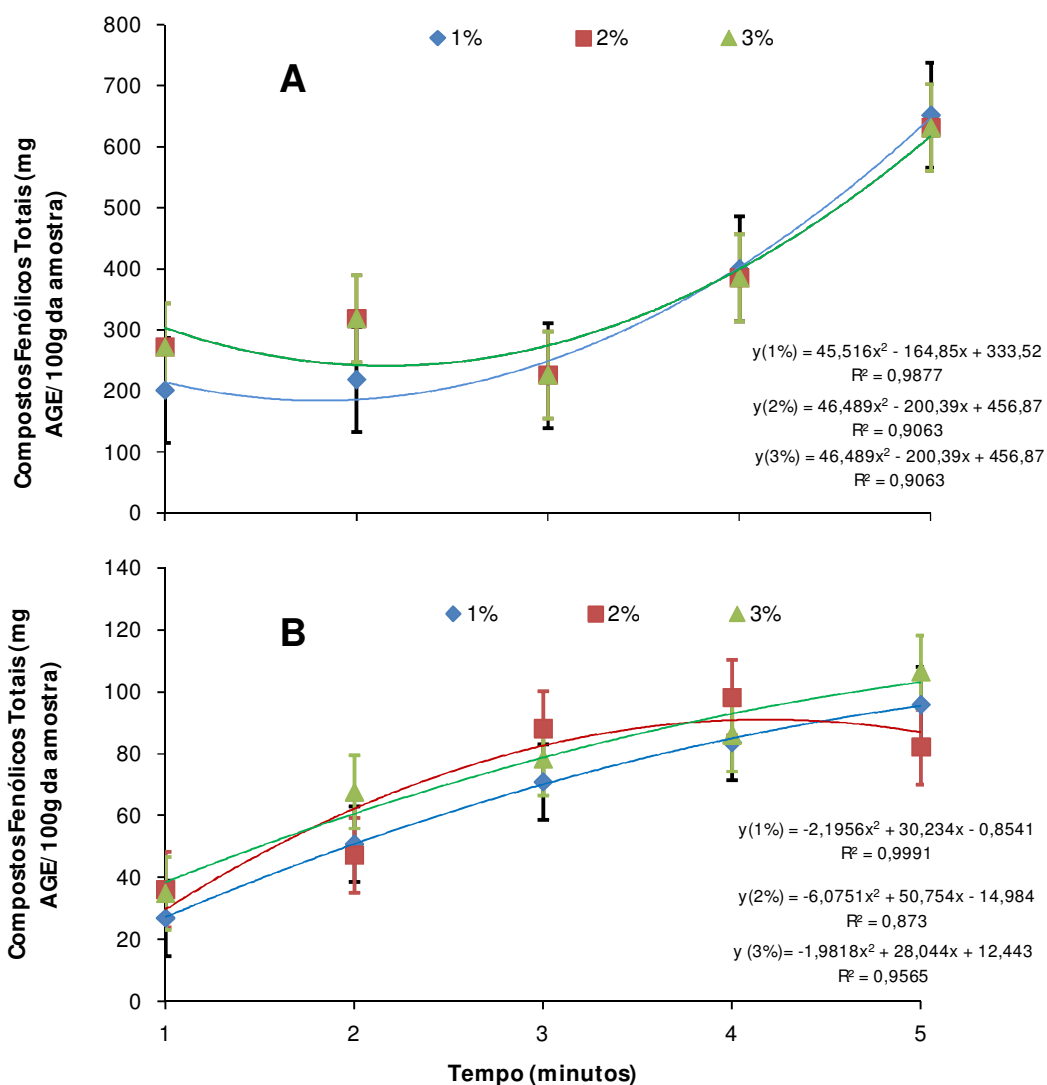 Compostos Fenólicos Totais (mg
AGE/ 100g da amostra)
800
700
600
500
400
300
200
100
0
1% 2% 3%
A
y(1%) = 45,516x² - 164,85x + 333,52
R² = 0,9877
y(2%) = 46,489x² - 200,39x + 456,87
R² = 0,9063
y(3%) = 46,489x² - 200,39x + 456,87
R² = 0,9063
Compostos Fenólicos Totais (mg
AGE/ 100g da amostra)
140
120
100
80
60
40
20
0
1% 2% 3%
B
y(1%) = -2,1956x² + 30,234x - 0,8541
R² = 0,9991
y(2%) = -6,0751x² + 50,754x - 14,984
R² = 0,873
y (3%)= -1,9818x² + 28,044x + 12,443
R² = 0,9565
1 2 3 4 5
Tempo (minutos)